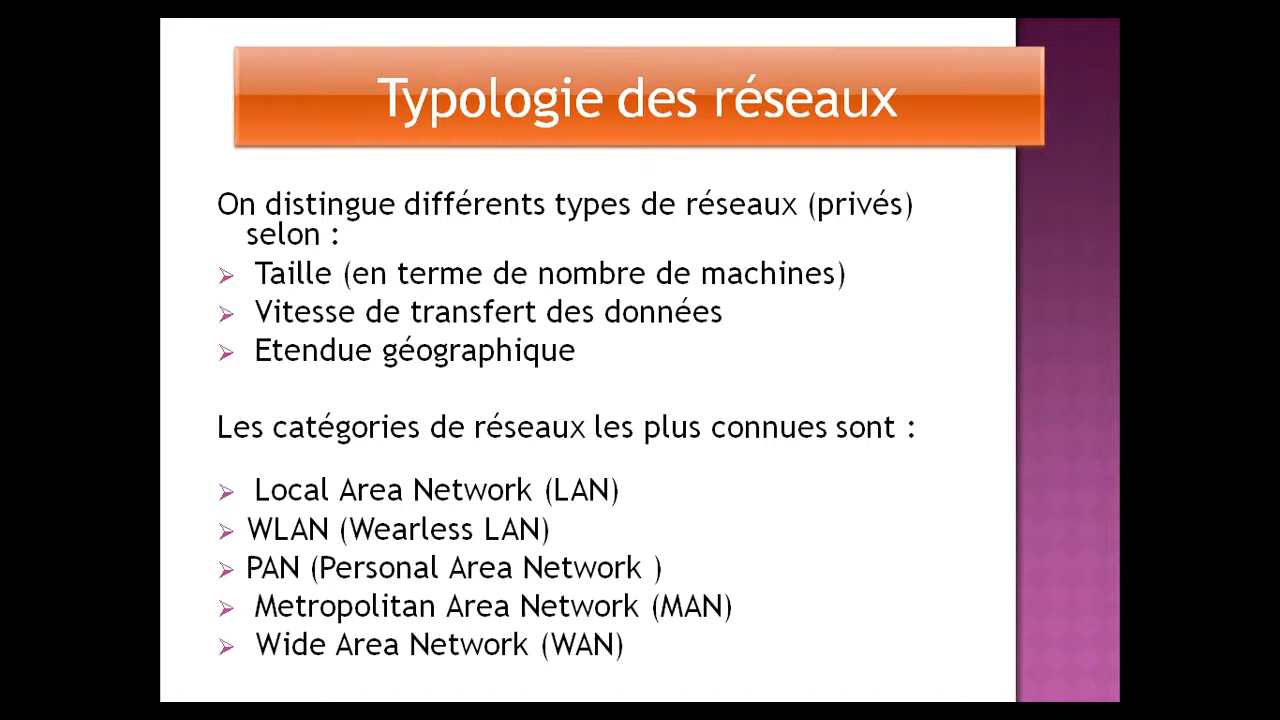 Typologie des réseaux
On distingue différents types de réseaux (privés)
selon :
Taille (en terme de nombre de machines)
Vitesse de transfert des données
Etendue géographique
Les catégories de réseaux les plus connues sont :
Local Area Network (LAN)
WLAN (Wearless LAN)
PAN (Personal Area Network )
Metropolitan Area Network (MAN)
Wide Area Network (WAN)